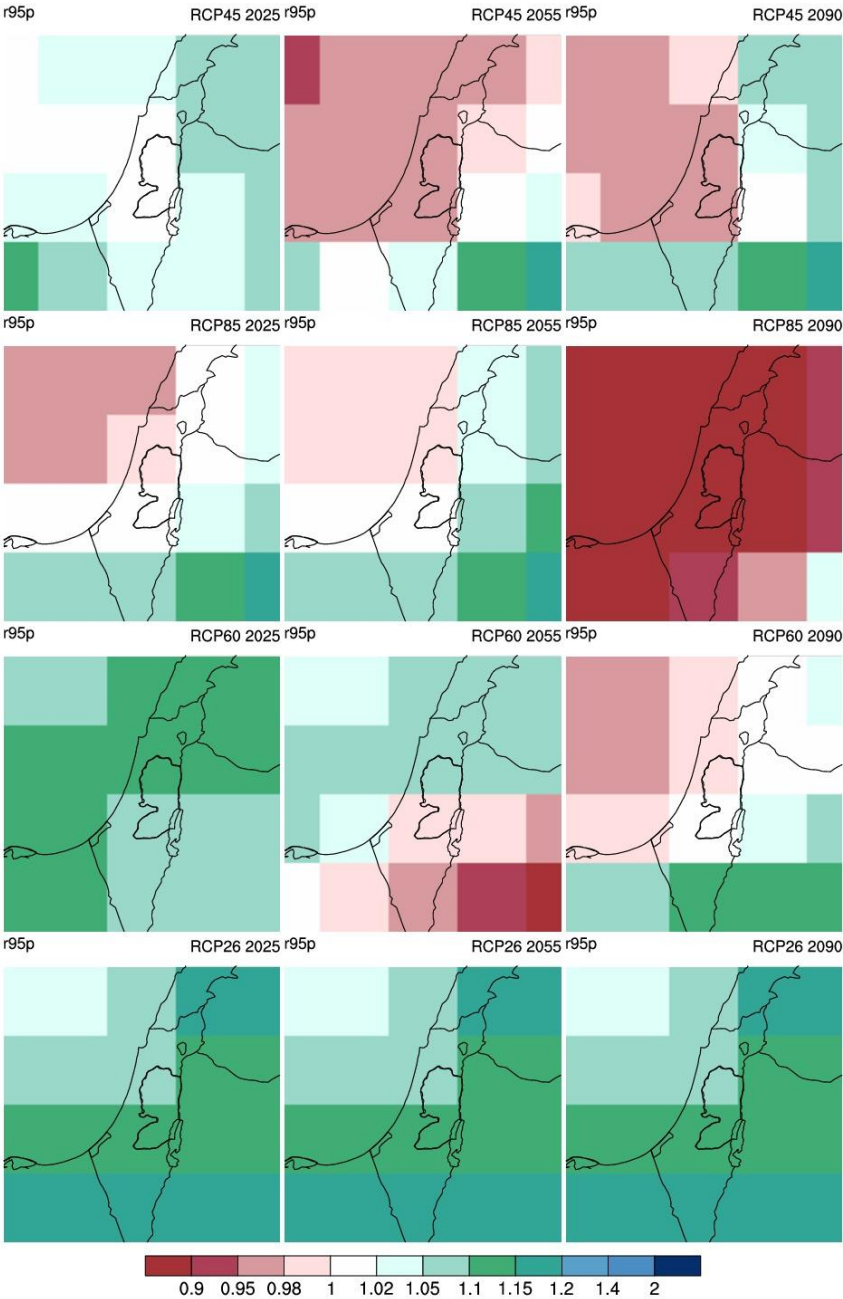 r95p RCP45 2025 r95p RCP45 2055 r95p RCP45 2090
r95p RCP85 2025 r95p RCP85 2055 r95p RCP85 2090
r95p RCP60 2025 r95p RCP60 2055 r95p RCP60 2090
r95p RCP26 2025 r95p RCP26 2055 r95p RCP26 2090
0.9 0.95 0.98 1 1.02 1.05 1.1 1.15 1.2 1.4 2